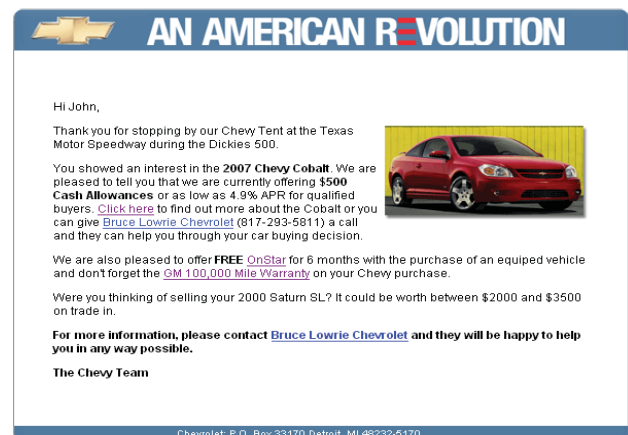 AN AMERICAN REVOLUTION
Hi John,
Thank you for stopping by our Chevy Tent at the Texas
Motor Speedway during the Dickies 500.
You showed an interest in the 2007 Chevy Cobalt. We are
pleased to tell you that we are currently offering $500
Cash Allowances or as low as 4.9% APR for qualified
buyers. Click here to find out more about the Cobalt or you
can give Bruce Lowrie Chevrolet (817-293-5811) a call
and they can help you through your car buying decision.
We are also pleased to offer FREE OnStar for 6 months with the purchase of an equiped vehicle
and don't forget the GM 100,000 Mile Warranty on your Chevy purchase.
Were you thinking of selling your 2000 Saturn SL? It could be worth between $2000 and $3500
on trade in.
For more information, please contact Bruce Lowrie Chevrolet and they will be happy to help
you in any way possible.
The Chevy Team
Chevrolet: P.O. Box 33170 Detroit, MI 48232-5170